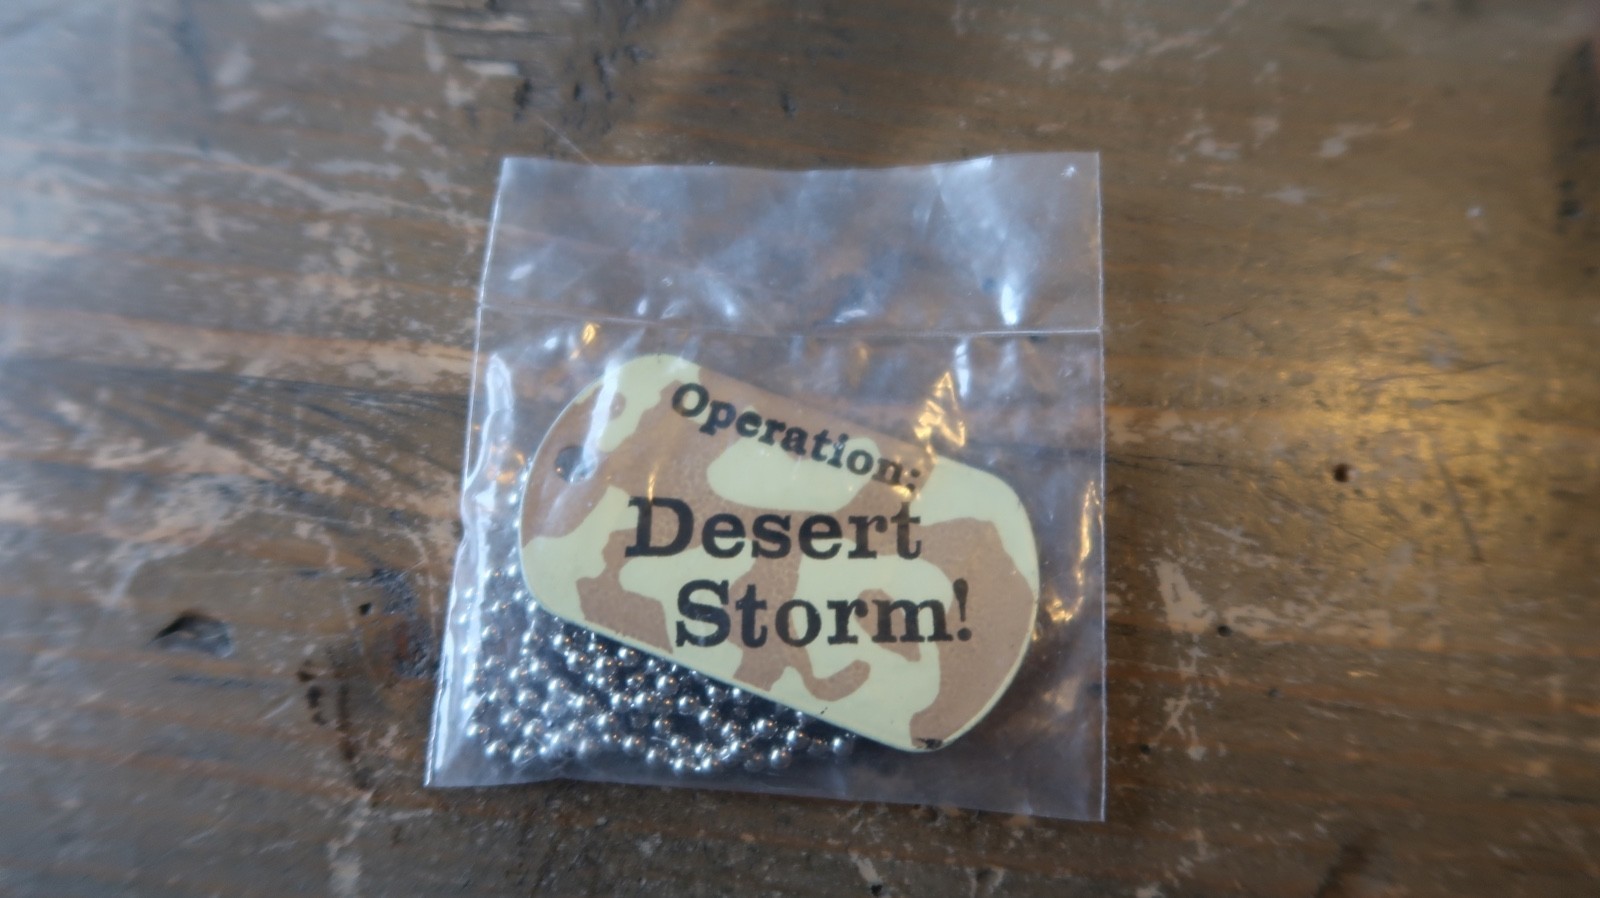 Operation:
Desert
Storm!